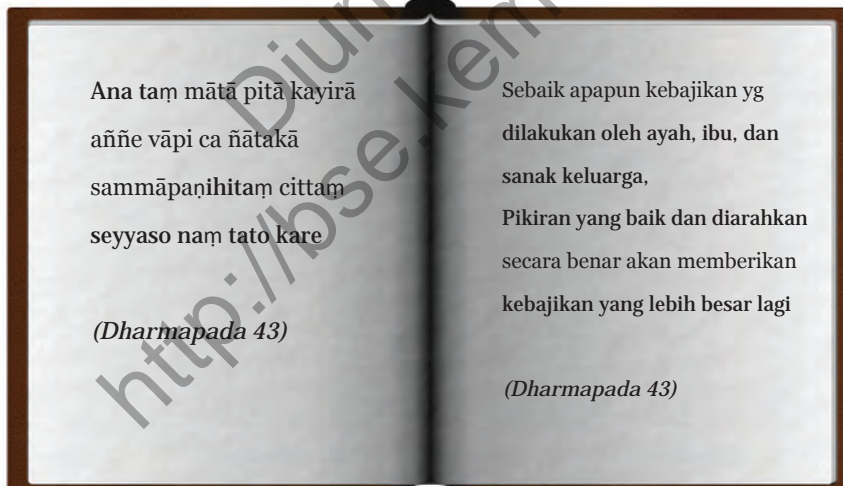 Ana taṃ mātā pitā kayirā
aññe vāpi ca ñātakā
sammāpaṇihitaṃ cittaṃ
seyyaso naṃ tato kare
(Dharmapada 43)
Sebaik apapun kebajikan yg
dilakukan oleh ayah, ibu, dan
sanak keluarga,
Pikiran yang baik dan diarahkan
secara benar akan memberikan
kebajikan yang lebih besar lagi
(Dharmapada 43)
http://bse.kem